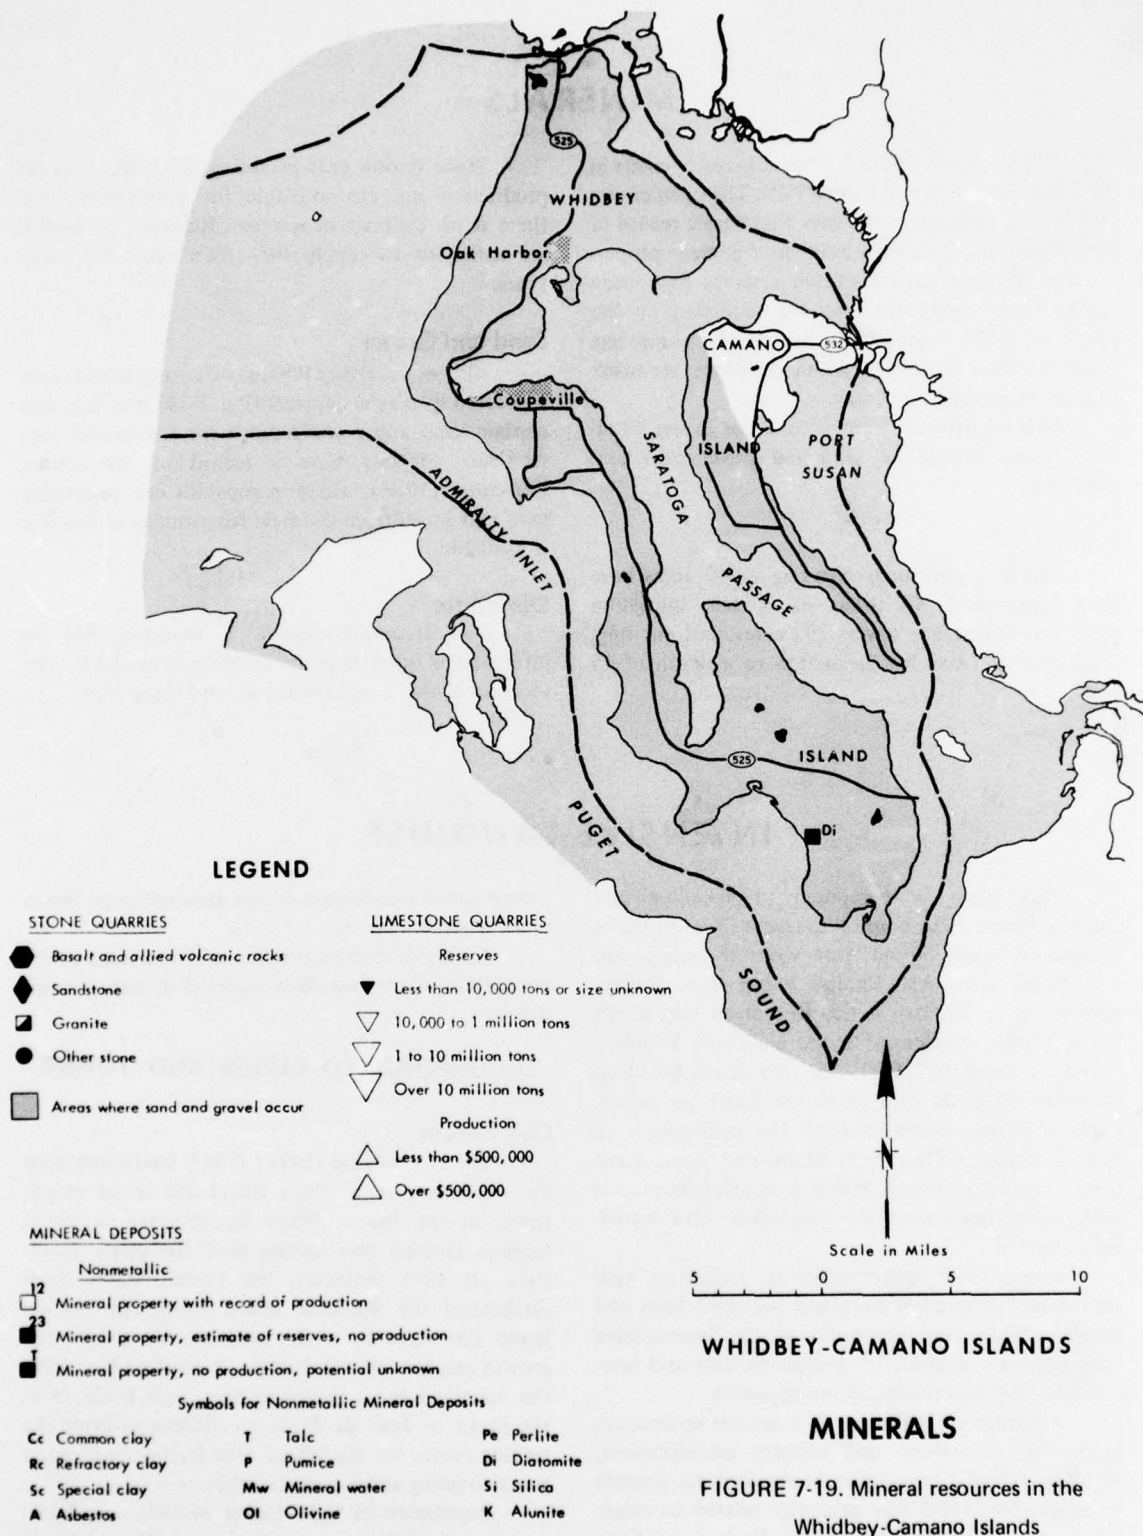 525
WHIDBEY
Oak Harbor
CAMANO
532
Coupeville
ISLAND
PORT
SUSAN
SARATOGA
PASSAGE
ADMIRALTY
INLET
525
ISLAND
Di
PUGET
SOUND
LEGEND
STONE QUARRIES
Basalt and allied volcanic rocks
Sandstone
Granite
Other stone
Areas where sand and gravel occur
LIMESTONE QUARRIES
Reserves
Less than 10,000 tons or size unknown
10,000 to 1 million tons
1 to 10 million tons
Over 10 million tons
Production
Less than $500,000
Over $500,000
MINERAL DEPOSITS
Nonmetallic
12
Mineral property with record of production
23
Mineral property, estimate of reserves, no production
T
Mineral property, no production, potential unknown
Symbols for Nonmetallic Mineral Deposits
Cc Common clay T Talc Pe Perlite
Rc Refractory clay P Pumice Di Diatomite
Sc Special clay Mw Mineral water Si Silica
A Asbestos Ol Olivine K Alunite
N
Scale in Miles
5 0 5 10
WHIDBEY-CAMANO ISLANDS
MINERALS
FIGURE 7-19. Mineral resources in the
Whidbey-Camano Islands